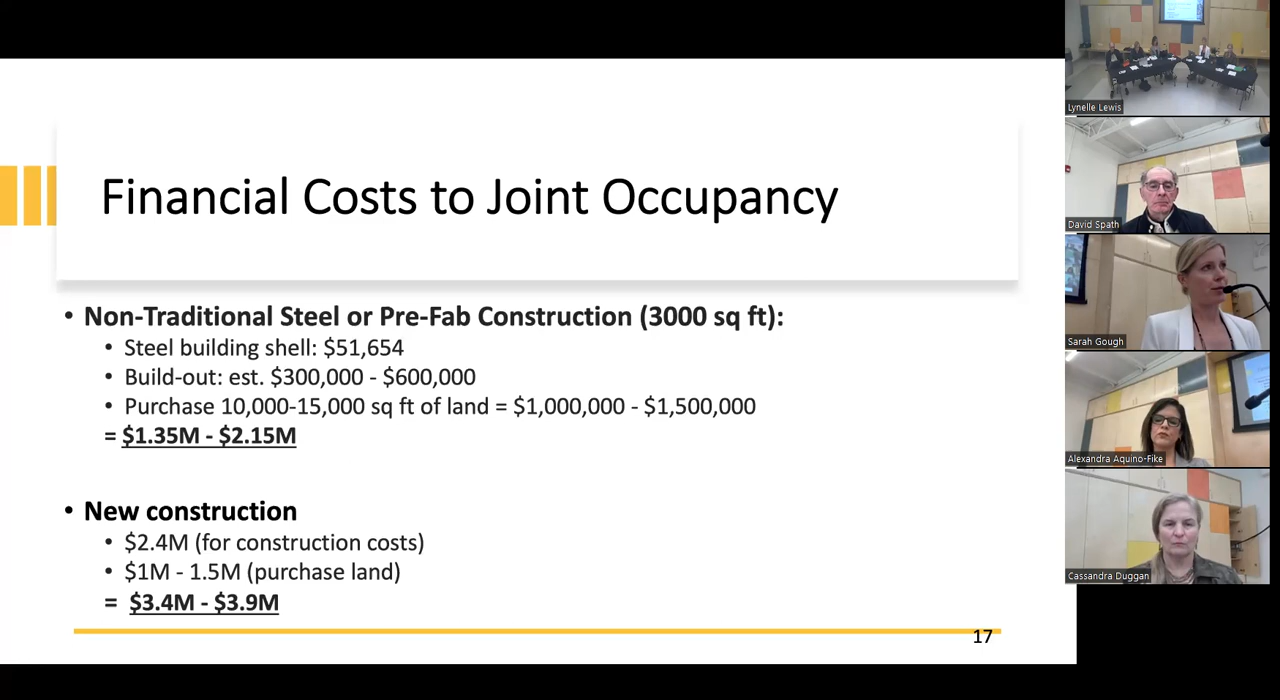 Financial Costs to Joint Occupancy
• Non-Traditional Steel or Pre-Fab Construction (3000 sq ft):
• Steel building shell: $51,654
• Build-out: est. $300,000 - $600,000
• Purchase 10,000-15,000 sq ft of land = $1,000,000 - $1,500,000
= $1.35M - $2.15M
• New construction
• $2.4M (for construction costs)
• $1M - 1.5M (purchase land)
= $3.4M - $3.9M
17
Lynelle Lewis
David Spath
Sarah Gough
Alexandra Aquino-Fike
Cassandra Duggan